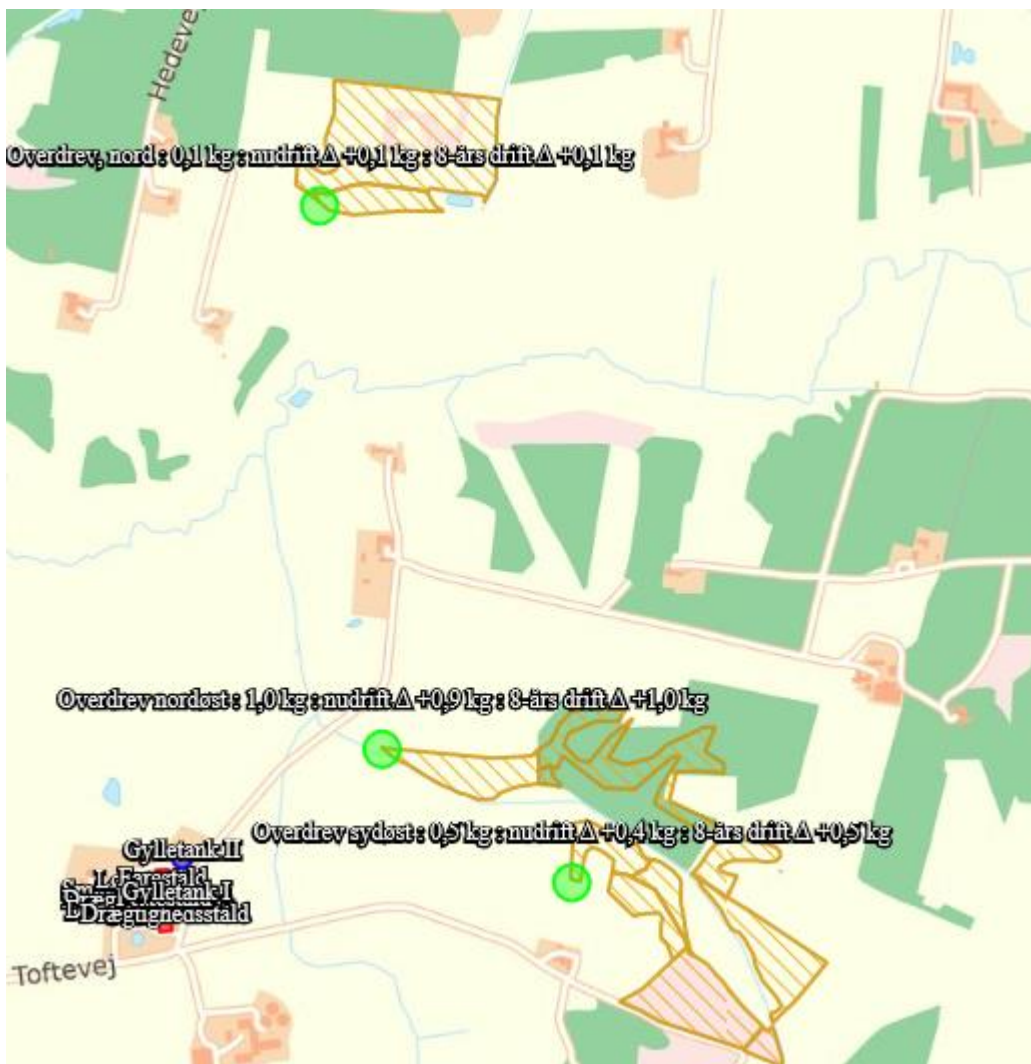 Hedevej
Overdrev, nord : 0,1 kg : nudrift Δ +0,1 kg : 8-års drift Δ +0,1 kg
Overdrev nordøst : 1,0 kg : nudrift Δ +0,9 kg : 8-års drift Δ +1,0 kg
Overdrev sydøst : 0,5 kg : nudrift Δ +0,4 kg : 8-års drift Δ +0,5 kg
Gylletank II
Farestald
Gylletank I
Drægtighedsstald
Toftevej